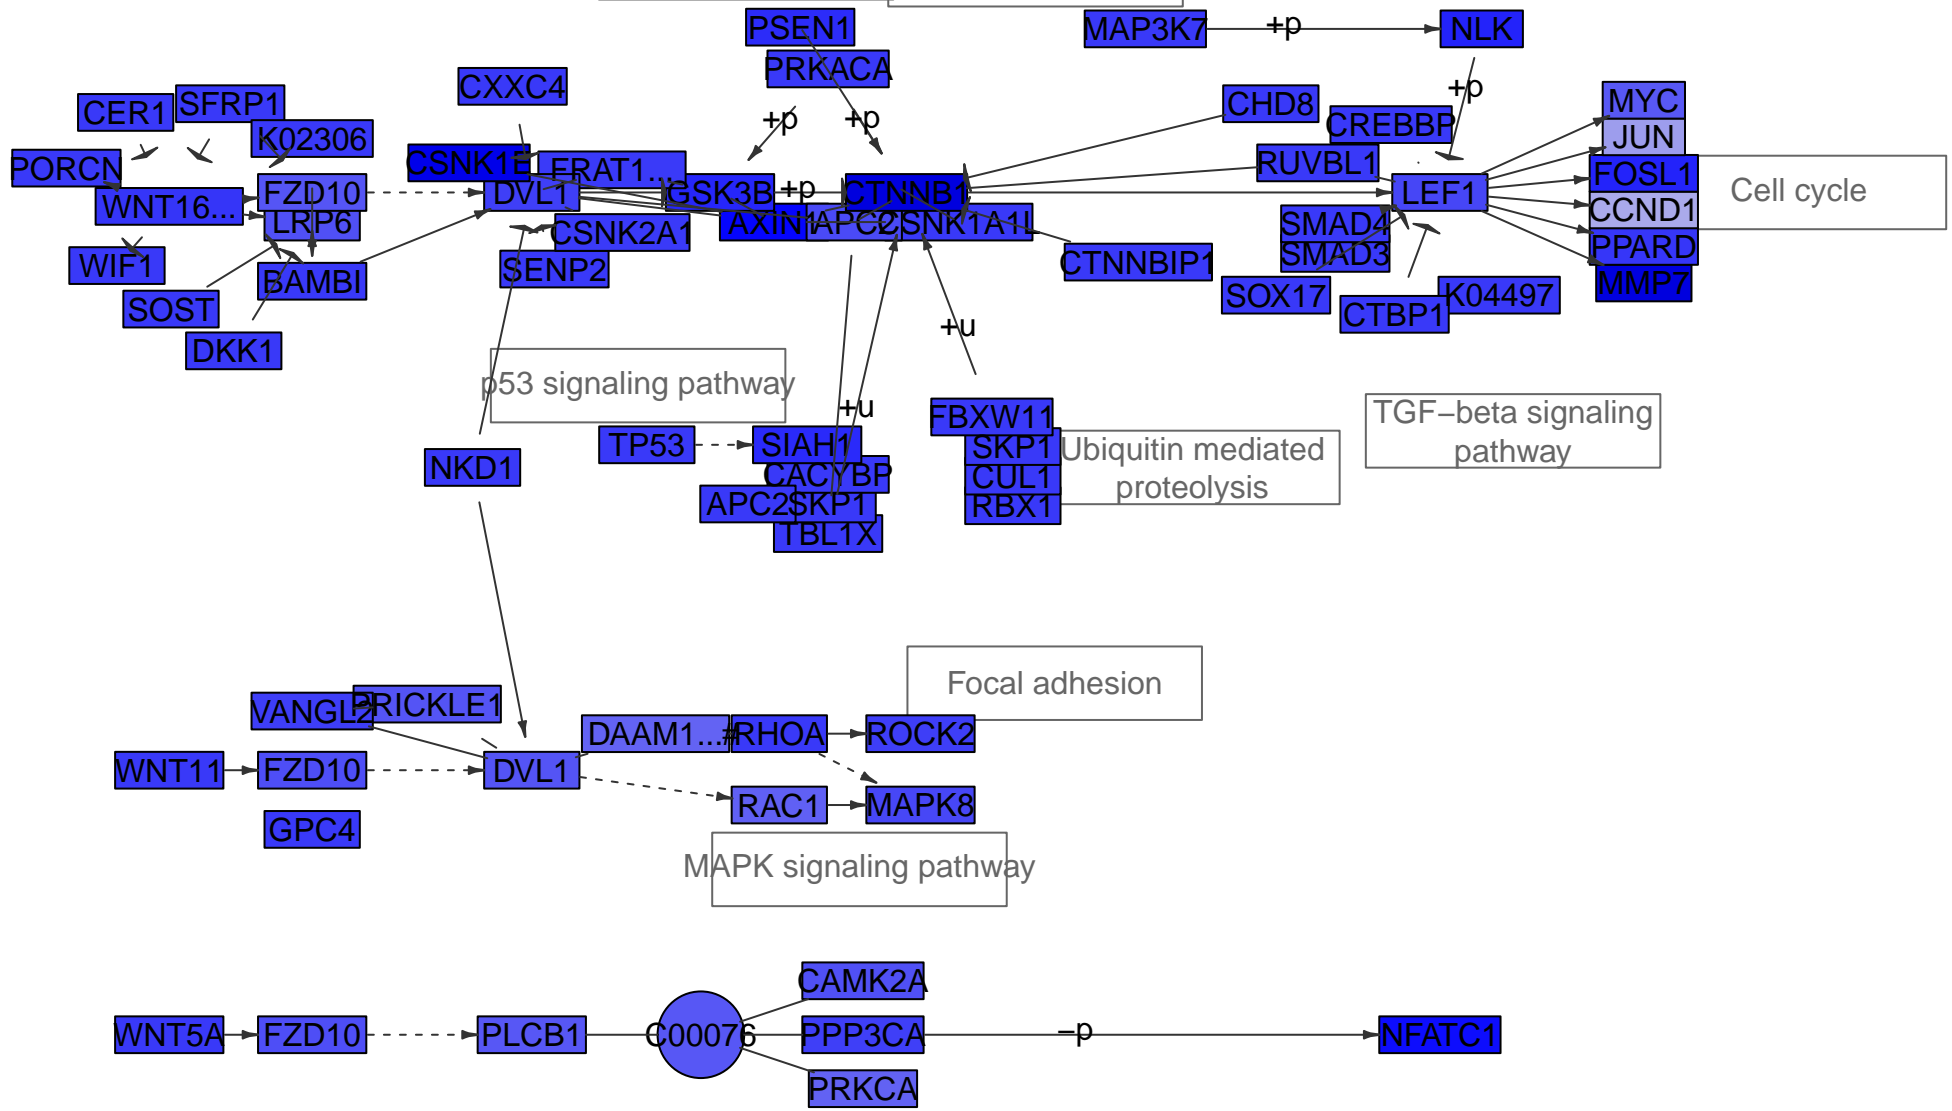 PSEN1
MAP3K7
+p
NLK
PRKACA
CXXC4
CER1
SFRP1
K02306
+p
+p
CHD8
CREBBP
+p
MYC
JUN
PORCN
CSNK1E
FRAT1...
RUVBL1
FOSL1
Cell cycle
WNT16...
FZD10
DVL1
GSK3B
+p
CTNNB1
LEF1
CCND1
LRP6
AXIN1
APC2
CSNK1A1L
SMAD4
CSNK2A1
SMAD3
PPARD
WIF1
BAMBI
SENP2
CTNNBIP1
MMP7
SOST
SOX17
K04497
CTBP1
DKK1
+u
p53 signaling pathway
+u
FBXW11
TGF−beta signaling
pathway
TP53
SIAH1
SKP1
Ubiquitin mediated
proteolysis
NKD1
CACYBP
CUL1
APC2
SKP1
RBX1
TBL1X
Focal adhesion
VANGL2
PRICKLE1
DAAM1...#
RHOA
ROCK2
WNT11
FZD10
DVL1
RAC1
MAPK8
GPC4
MAPK signaling pathway
CAMK2A
WNT5A
FZD10
PLCB1
C00076
PPP3CA
−p
NFATC1
PRKCA